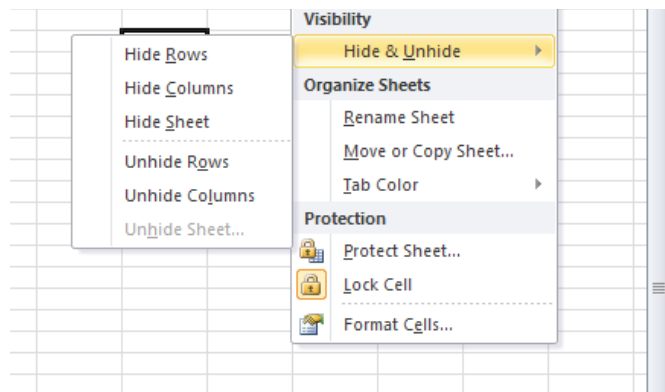 Visibility
Hide & Unhide
Organize Sheets
Rename Sheet
Move or Copy Sheet...
Tab Color
Protection
Protect Sheet...
Lock Cell
Format Cells...
Hide Rows
Hide Columns
Hide Sheet
Unhide Rows
Unhide Columns
Unhide Sheet...